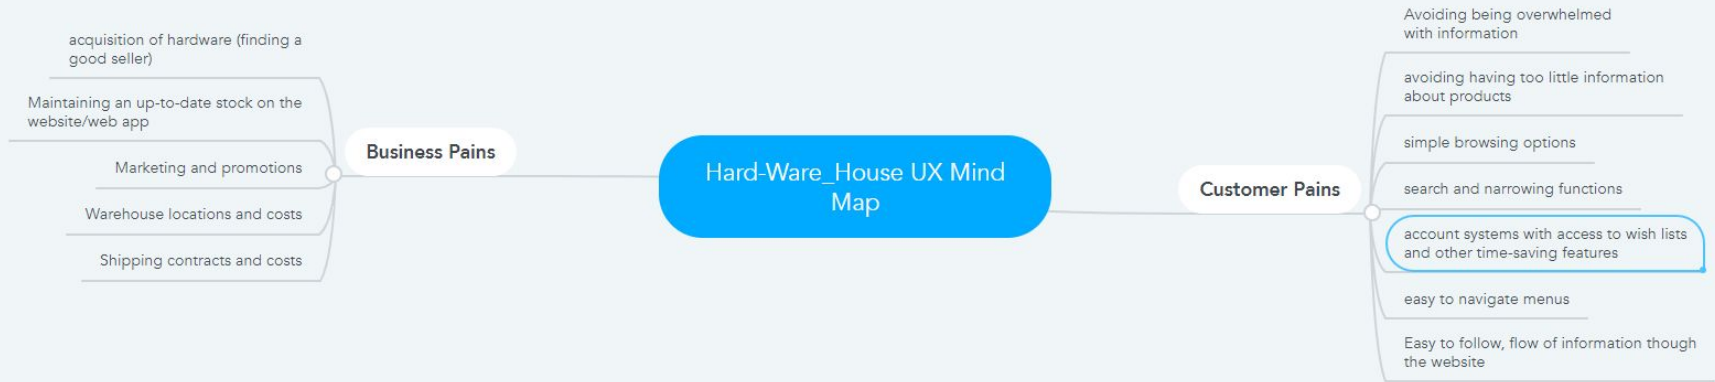 acquisition of hardware (finding a
good seller)
Maintaining an up-to-date stock on the
website/web app
Marketing and promotions
Warehouse locations and costs
Shipping contracts and costs
Business Pains
Hard-Ware_House UX Mind
Map
Customer Pains
Avoiding being overwhelmed
with information
avoiding having too little information
about products
simple browsing options
search and narrowing functions
account systems with access to wish lists
and other time-saving features
easy to navigate menus
Easy to follow, flow of information though
the website